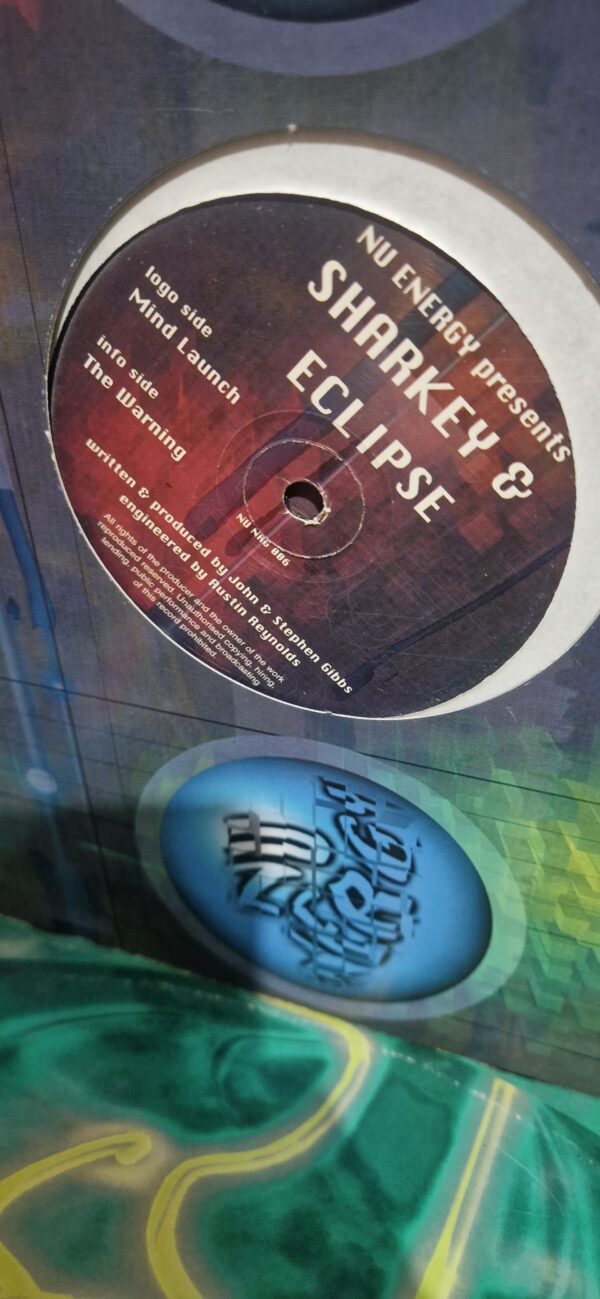 NU ENERGY presents
SHARKEY &
ECLIPSE
logo side
Mind Launch
info side
The Warning
NU NRG 006
written & produced by John & Stephen Gibbs
engineered by Austin Reynolds
All rights of the producer and the owner of the work
reproduced reserved. Unauthorised copying, hiring,
lending, public performance and broadcasting
of this record prohibited.
NU
ENERGY